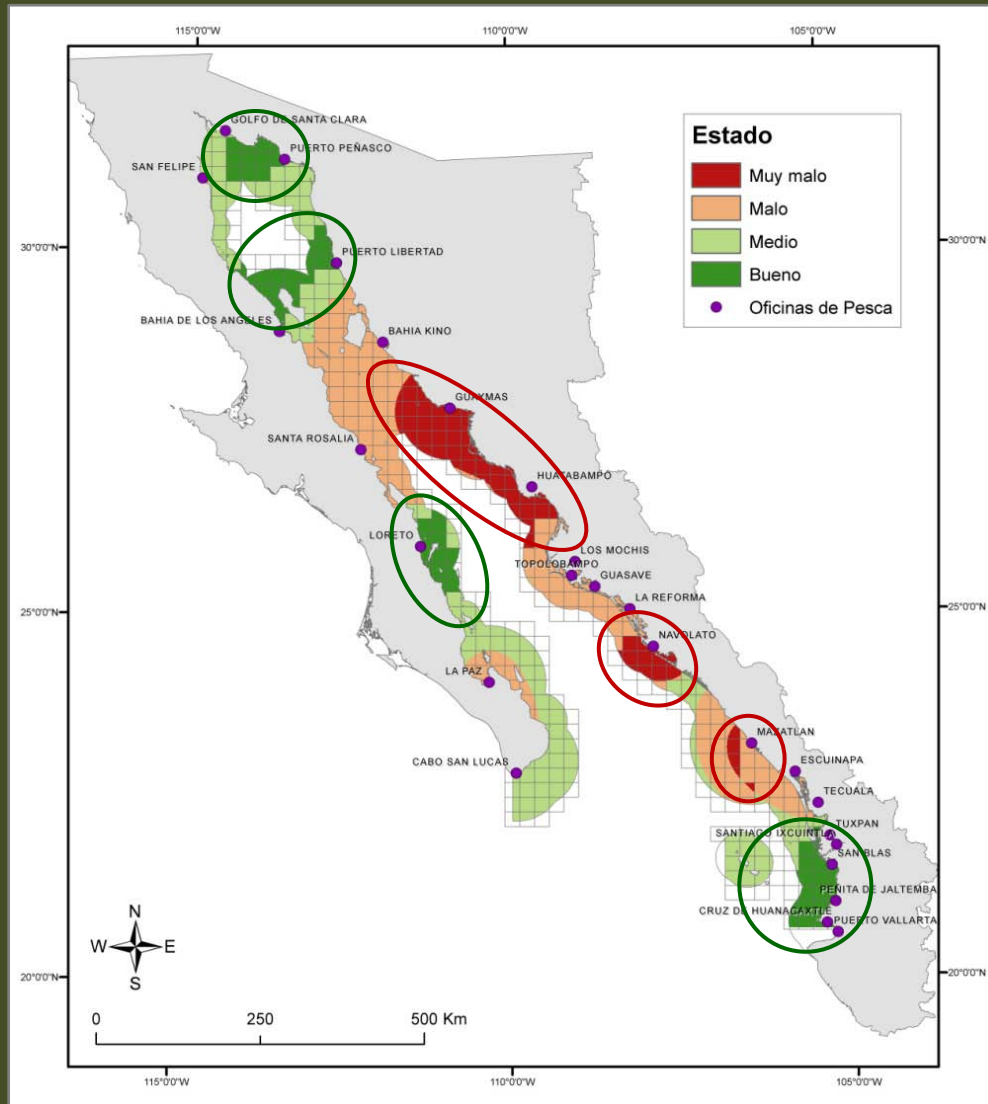 115°0'0"W 110°0'0"W 105°0'0"W
GOLFO DE SANTA CLARA
PUERTO PEÑASCO
SAN FELIPE
Estado
Muy malo
Malo
Medio
Bueno
Oficinas de Pesca
30°0'0"N 30°0'0"N
PUERTO LIBERTAD
BAHIA DE LOS ANGELES
BAHIA KINO
GUAYMAS
SANTA ROSALIA
HUATABAMPO
LORETO
LOS MOCHIS
TOPOLOBAMPO
GUASAVE
LA REFORMA
25°0'0"N 25°0'0"N
NAVOLATO
LA PAZ
MAZATLAN
CABO SAN LUCAS
ESCUINAPA
TECUALA
TUXPAN
SANTIAGO IXCUINTLA
SAN BLAS
PEÑITA DE JALTEMBA
CRUZ DE HUANACAXTLE
PUERTO VALLARTA
N
W E
S
20°0'0"N 20°0'0"N
0 250 500 Km
115°0'0"W 110°0'0"W 105°0'0"W